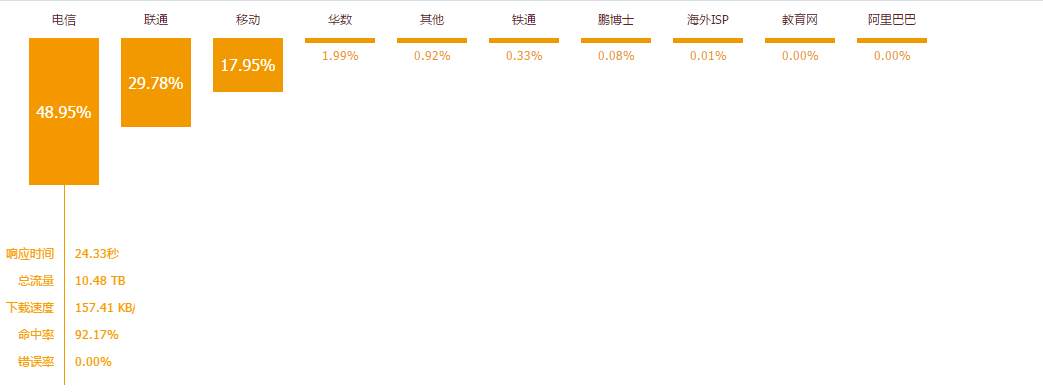 电信 联通 移动 华数 其他 铁通 鹏博士 海外ISP 教育网 阿里巴巴
48.95% 29.78% 17.95% 1.99% 0.92% 0.33% 0.08% 0.01% 0.00% 0.00%
响应时间 24.33秒
总流量 10.48 TB
下载速度 157.41 KB/
命中率 92.17%
错误率 0.00%